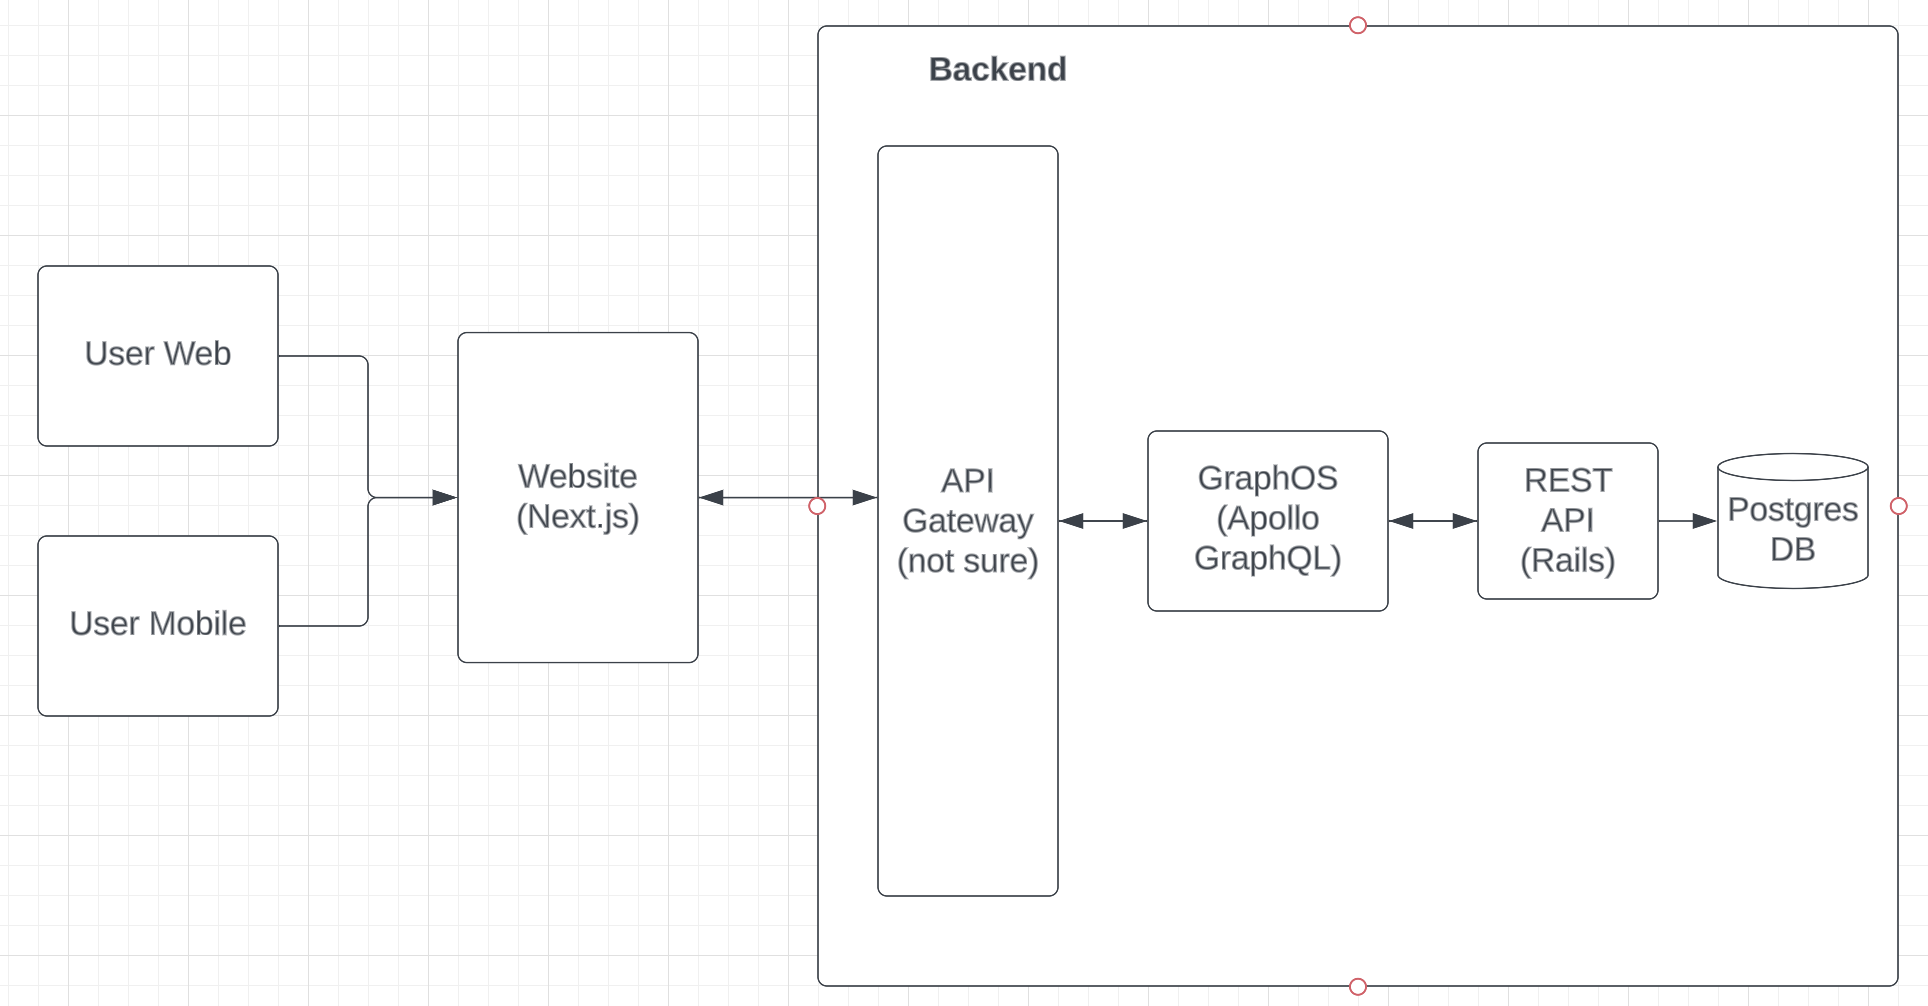 Backend
User Web
User Mobile
Website
(Next.js)
API
Gateway
(not sure)
GraphOS
(Apollo
GraphQL)
REST
API
(Rails)
Postgres
DB